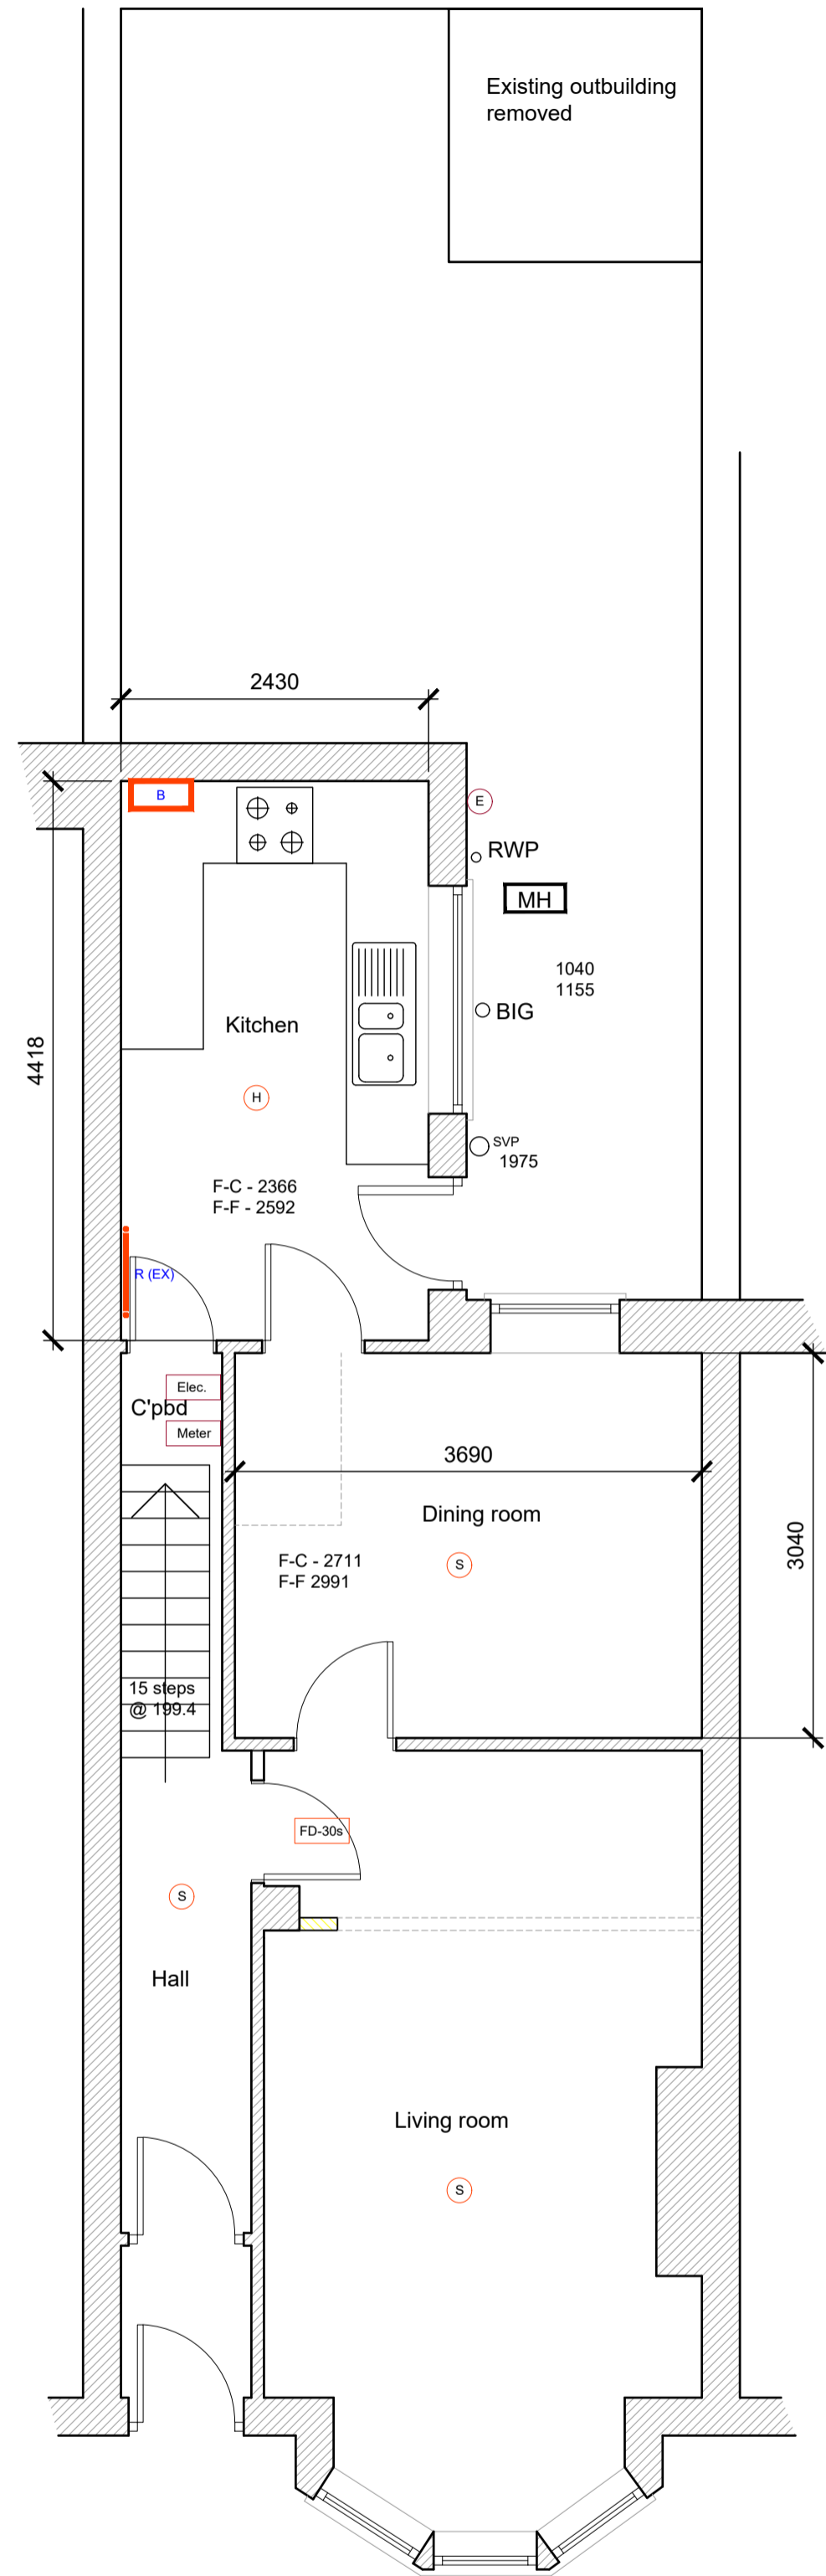 Existing outbuilding
removed
2430
B
E
RWP
MH
1040
1155
BIG
Kitchen
4418
H
SVP
1975
F-C - 2366
F-F - 2592
R (EX)
Elec.
C'pbd
Meter
3690
Dining room
3040
F-C - 2711
F-F 2991
S
15 steps
@ 199.4
FD-30s
S
Hall
Living room
S